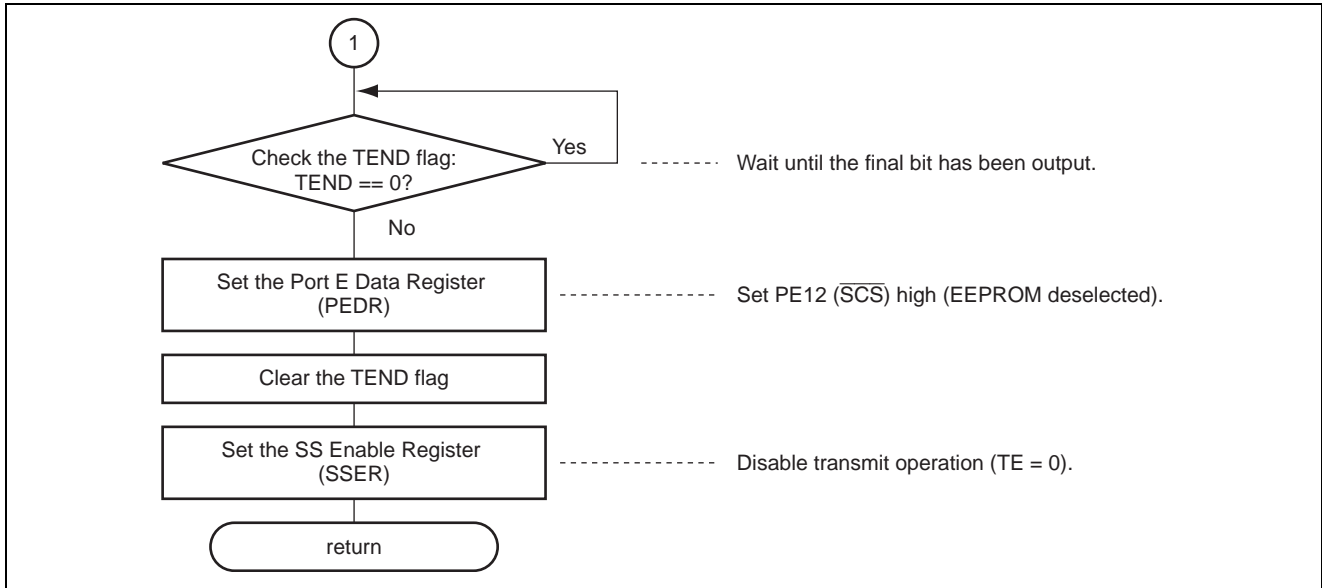 1
Check the TEND flag:
TEND == 0?
Yes
Wait until the final bit has been output.
No
Set the Port E Data Register
(PEDR)
Set PE12 (S̅C̅S̅) high (EEPROM deselected).
Clear the TEND flag
Set the SS Enable Register
(SSER)
Disable transmit operation (TE = 0).
return